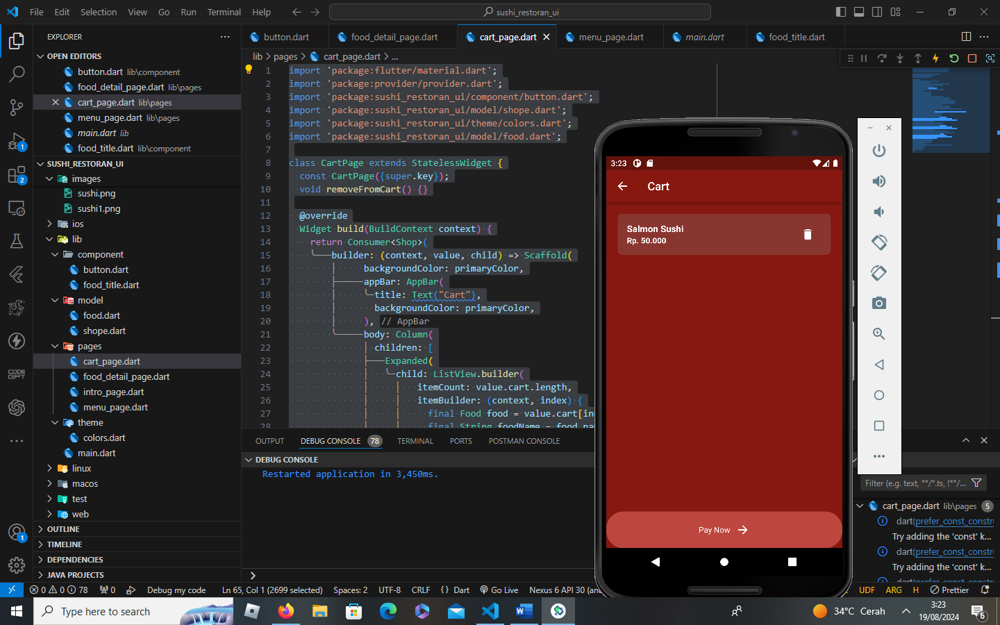 File Edit Selection View Go Run Terminal Help
sushi_restoran_ui
EXPLORER
OPEN EDITORS
button.dart lib\component
food_detail_page.dart lib\pages
cart_page.dart lib\pages
menu_page.dart lib\pages
main.dart lib
food_title.dart lib\component
SUSHI_RESTORAN_UI
images
sushi.png
sushi1.png
ios
lib
component
button.dart
food_title.dart
model
food.dart
shope.dart
pages
cart_page.dart
food_detail_page.dart
intro_page.dart
menu_page.dart
theme
colors.dart
main.dart
linux
macos
test
web
OUTLINE
TIMELINE
DEPENDENCIES
JAVA PROJECTS
1
2
CODE
GPT
1
button.dart food_detail_page.dart cart_page.dart menu_page.dart main.dart food_title.dart
lib > pages > cart_page.dart > ...
1 import 'package:flutter/material.dart';
2 import 'package:provider/provider.dart';
3 import 'package:sushi_restoran_ui/component/button.dart';
4 import 'package:sushi_restoran_ui/model/shope.dart';
5 import 'package:sushi_restoran_ui/theme/colors.dart';
6 import 'package:sushi_restoran_ui/model/food.dart';
7
8 class CartPage extends StatelessWidget {
9 const CartPage({super.key});
10 void removeFromCart() {}
11
12 @override
13 Widget build(BuildContext context) {
14 return Consumer<Shop>(
15 builder: (context, value, child) => Scaffold(
16 backgroundColor: primaryColor,
17 appBar: AppBar(
18 title: Text("Cart"),
19 backgroundColor: primaryColor,
20 ), // AppBar
21 body: Column(
22 children: [
23 Expanded(
24 child: ListView.builder(
25 itemCount: value.cart.length,
26 itemBuilder: (context, index) {
27 final Food food = value.cart[in
28 final String foodName = food.na
OUTPUT DEBUG CONSOLE 78 TERMINAL PORTS POSTMAN CONSOLE
DEBUG CONSOLE
Restarted application in 3,450ms.
3:23
Cart
Salmon Sushi
Rp. 50.000
Pay Now
Filter (e.g. text, **/*.ts, !**/...
cart_page.dart lib\pages 5
dart(prefer_const_constr
Try adding the 'const' k...
dart(prefer_const_constr
Try adding the 'const' k...
dart(prefer_const_constr
0 0 78 0 Debug my code Ln 65, Col 1 (2699 selected) Spaces: 2 UTF-8 CRLF {} Dart Go Live Nexus 6 API 30 (an UDF ARG H Prettier
Type here to search
34°C Cerah
3:23
19/08/2024
6